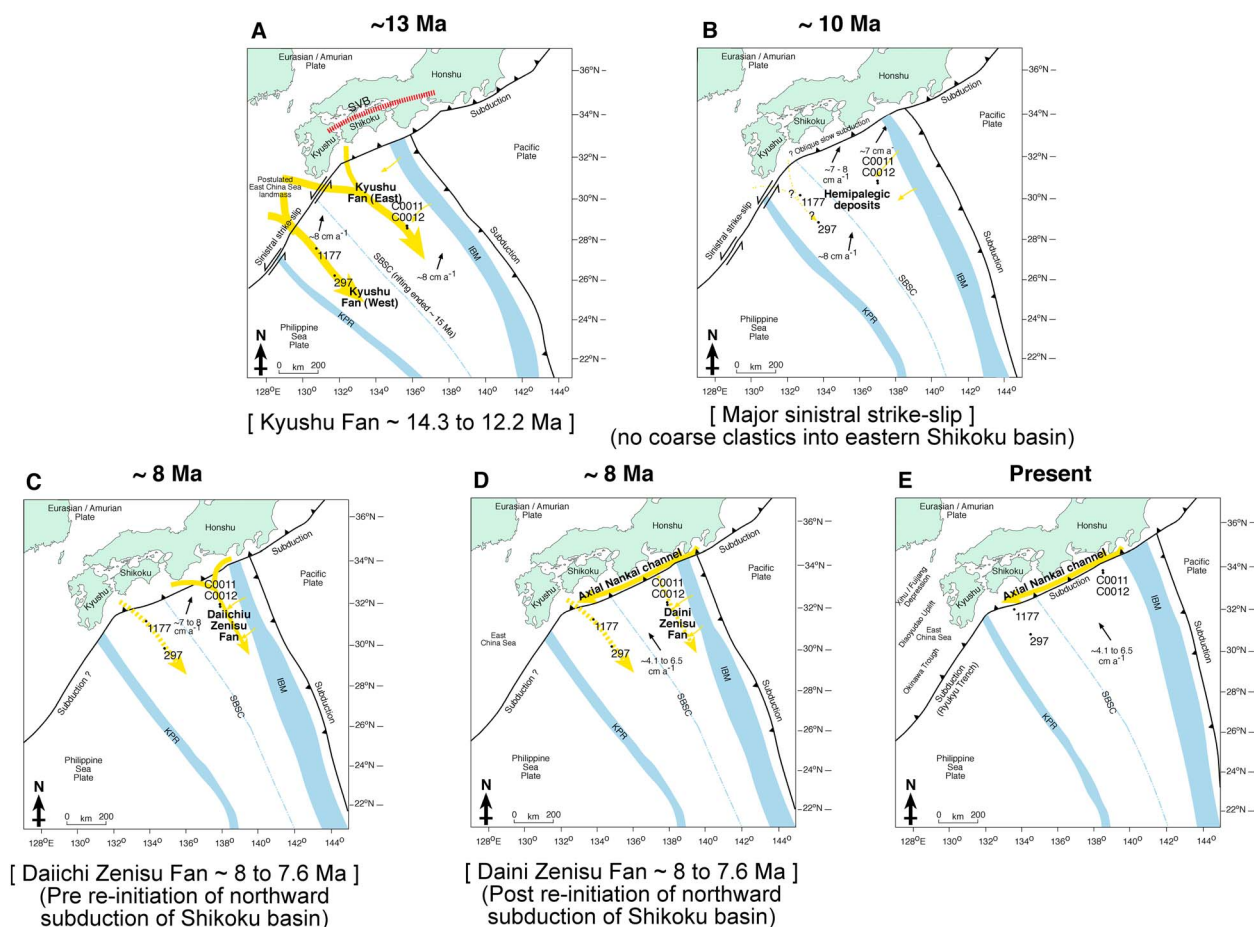 A
~13 Ma
Eurasian / Amurian
Plate
Honshu
36°N
SVB
Shikoku
Kyushu
Subduction
34°N
Pacific
Plate
32°N
Postulated
East China Sea
landmass
Kyushu
Fan (East)
C0011
C0012
30°N
Sinistral strike-slip
~8 cm a-1
1177
28°N
SBSC (rifting ended ~ 15 Ma)
~8 cm a-1
IBM
Subduction
297
Kyushu
Fan (West)
26°N
KPR
24°N
Philippine
Sea
Plate
N
0 km 200
22°N
128°E 130° 132° 134° 136° 138° 140° 142° 144°
[ Kyushu Fan ~ 14.3 to 12.2 Ma ]
B
~ 10 Ma
Eurasian / Amurian
Plate
Honshu
36°N
Shikoku
Kyushu
Subduction
34°N
Pacific
Plate
? Oblique slow subduction
32°N
~7 - 8
cm a-1
~7 cm a-1
C0011
C0012
Hemipalegic
deposits
30°N
?
1177
?
297
28°N
Sinistral strike-slip
~8 cm a-1
SBSC
IBM
Subduction
26°N
KPR
24°N
Philippine
Sea
Plate
N
0 km 200
22°N
128°E 130° 132° 134° 136° 138° 140° 142° 144°
[ Major sinistral strike-slip ]
(no coarse clastics into eastern Shikoku basin)
C
~ 8 Ma
Eurasian / Amurian
Plate
Honshu
36°N
Shikoku
Kyushu
Subduction
34°N
Pacific
Plate
C0011
C0012
32°N
Daiichiu
Zenisu
Fan
1177
~7 to 8
cm a-1
30°N
297
28°N
Subduction ?
SBSC
IBM
Subduction
26°N
KPR
24°N
Philippine
Sea
Plate
N
0 km 200
22°N
128°E 130° 132° 134° 136° 138° 140° 142° 144°
[ Daiichi Zenisu Fan ~ 8 to 7.6 Ma ]
(Pre re-initiation of northward
subduction of Shikoku basin)
D
~ 8 Ma
Eurasian / Amurian
Plate
Honshu
36°N
Shikoku
Kyushu
Axial Nankai channel
Subduction
34°N
Pacific
Plate
C0011
C0012
32°N
Daini
Zenisu
Fan
East
China Sea
1177
30°N
297
~4.1 to 6.5
cm a-1
28°N
Subduction ?
SBSC
IBM
Subduction
26°N
KPR
24°N
Philippine
Sea
Plate
N
0 km 200
22°N
128°E 130° 132° 134° 136° 138° 140° 142° 144°
[ Daini Zenisu Fan ~ 8 to 7.6 Ma ]
(Post re-initiation of northward
subduction of Shikoku basin)
E
Present
Eurasian / Amurian
Plate
Honshu
36°N
Shikoku
Kyushu
Axial Nankai channel
Subduction
34°N
Pacific
Plate
C0011
C0012
Xihu / Fujiang
Depression
Diaoyudao Uplift
East
China Sea
Okinawa Trough
32°N
1177
30°N
297
~4.1 to 6.5
cm a-1
28°N
Subduction
(Ryukyu Trench)
SBSC
IBM
Subduction
26°N
KPR
24°N
Philippine
Sea
Plate
N
0 km 200
22°N
128°E 130° 132° 134° 136° 138° 140° 142° 144°